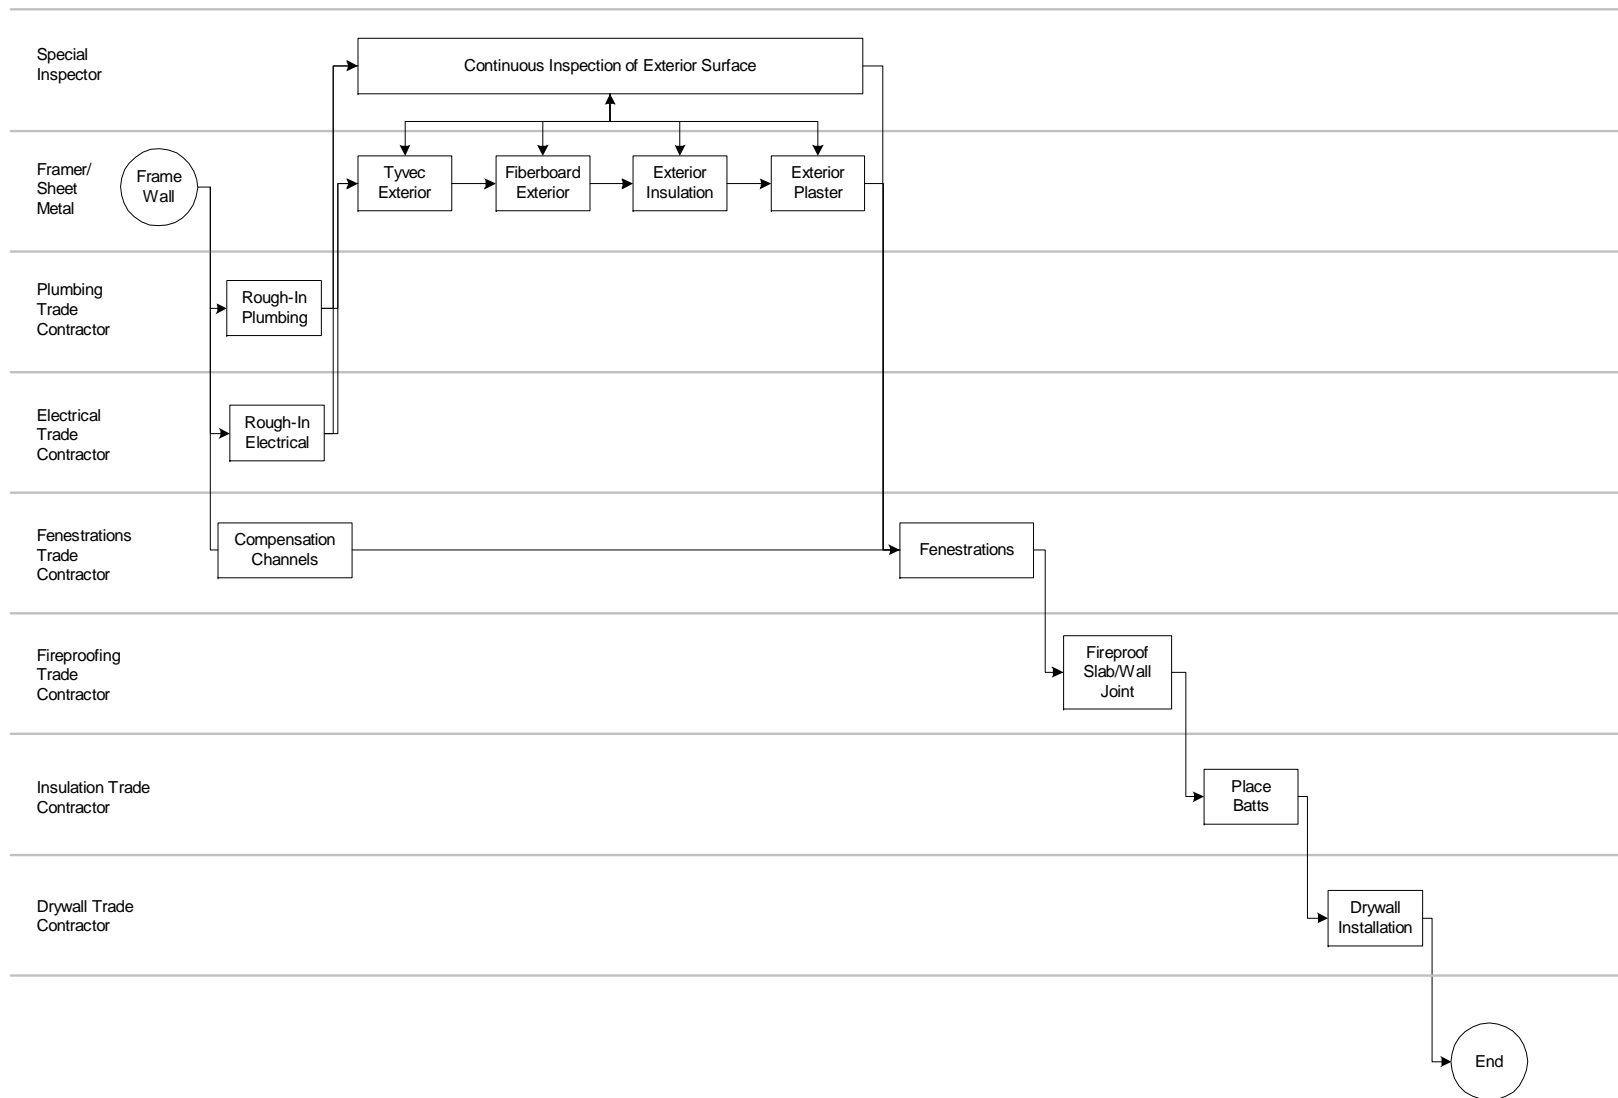 Special
Inspector
Continuous Inspection of Exterior Surface
Framer/
Sheet
Metal
Frame
Wall
Tyvec
Exterior
Fiberboard
Exterior
Exterior
Insulation
Exterior
Plaster
Plumbing
Trade
Contractor
Rough-In
Plumbing
Electrical
Trade
Contractor
Rough-In
Electrical
Fenestrations
Trade
Contractor
Compensation
Channels
Fenestrations
Fireproofing
Trade
Contractor
Fireproof
Slab/Wall
Joint
Insulation Trade
Contractor
Place
Batts
Drywall Trade
Contractor
Drywall
Installation
End